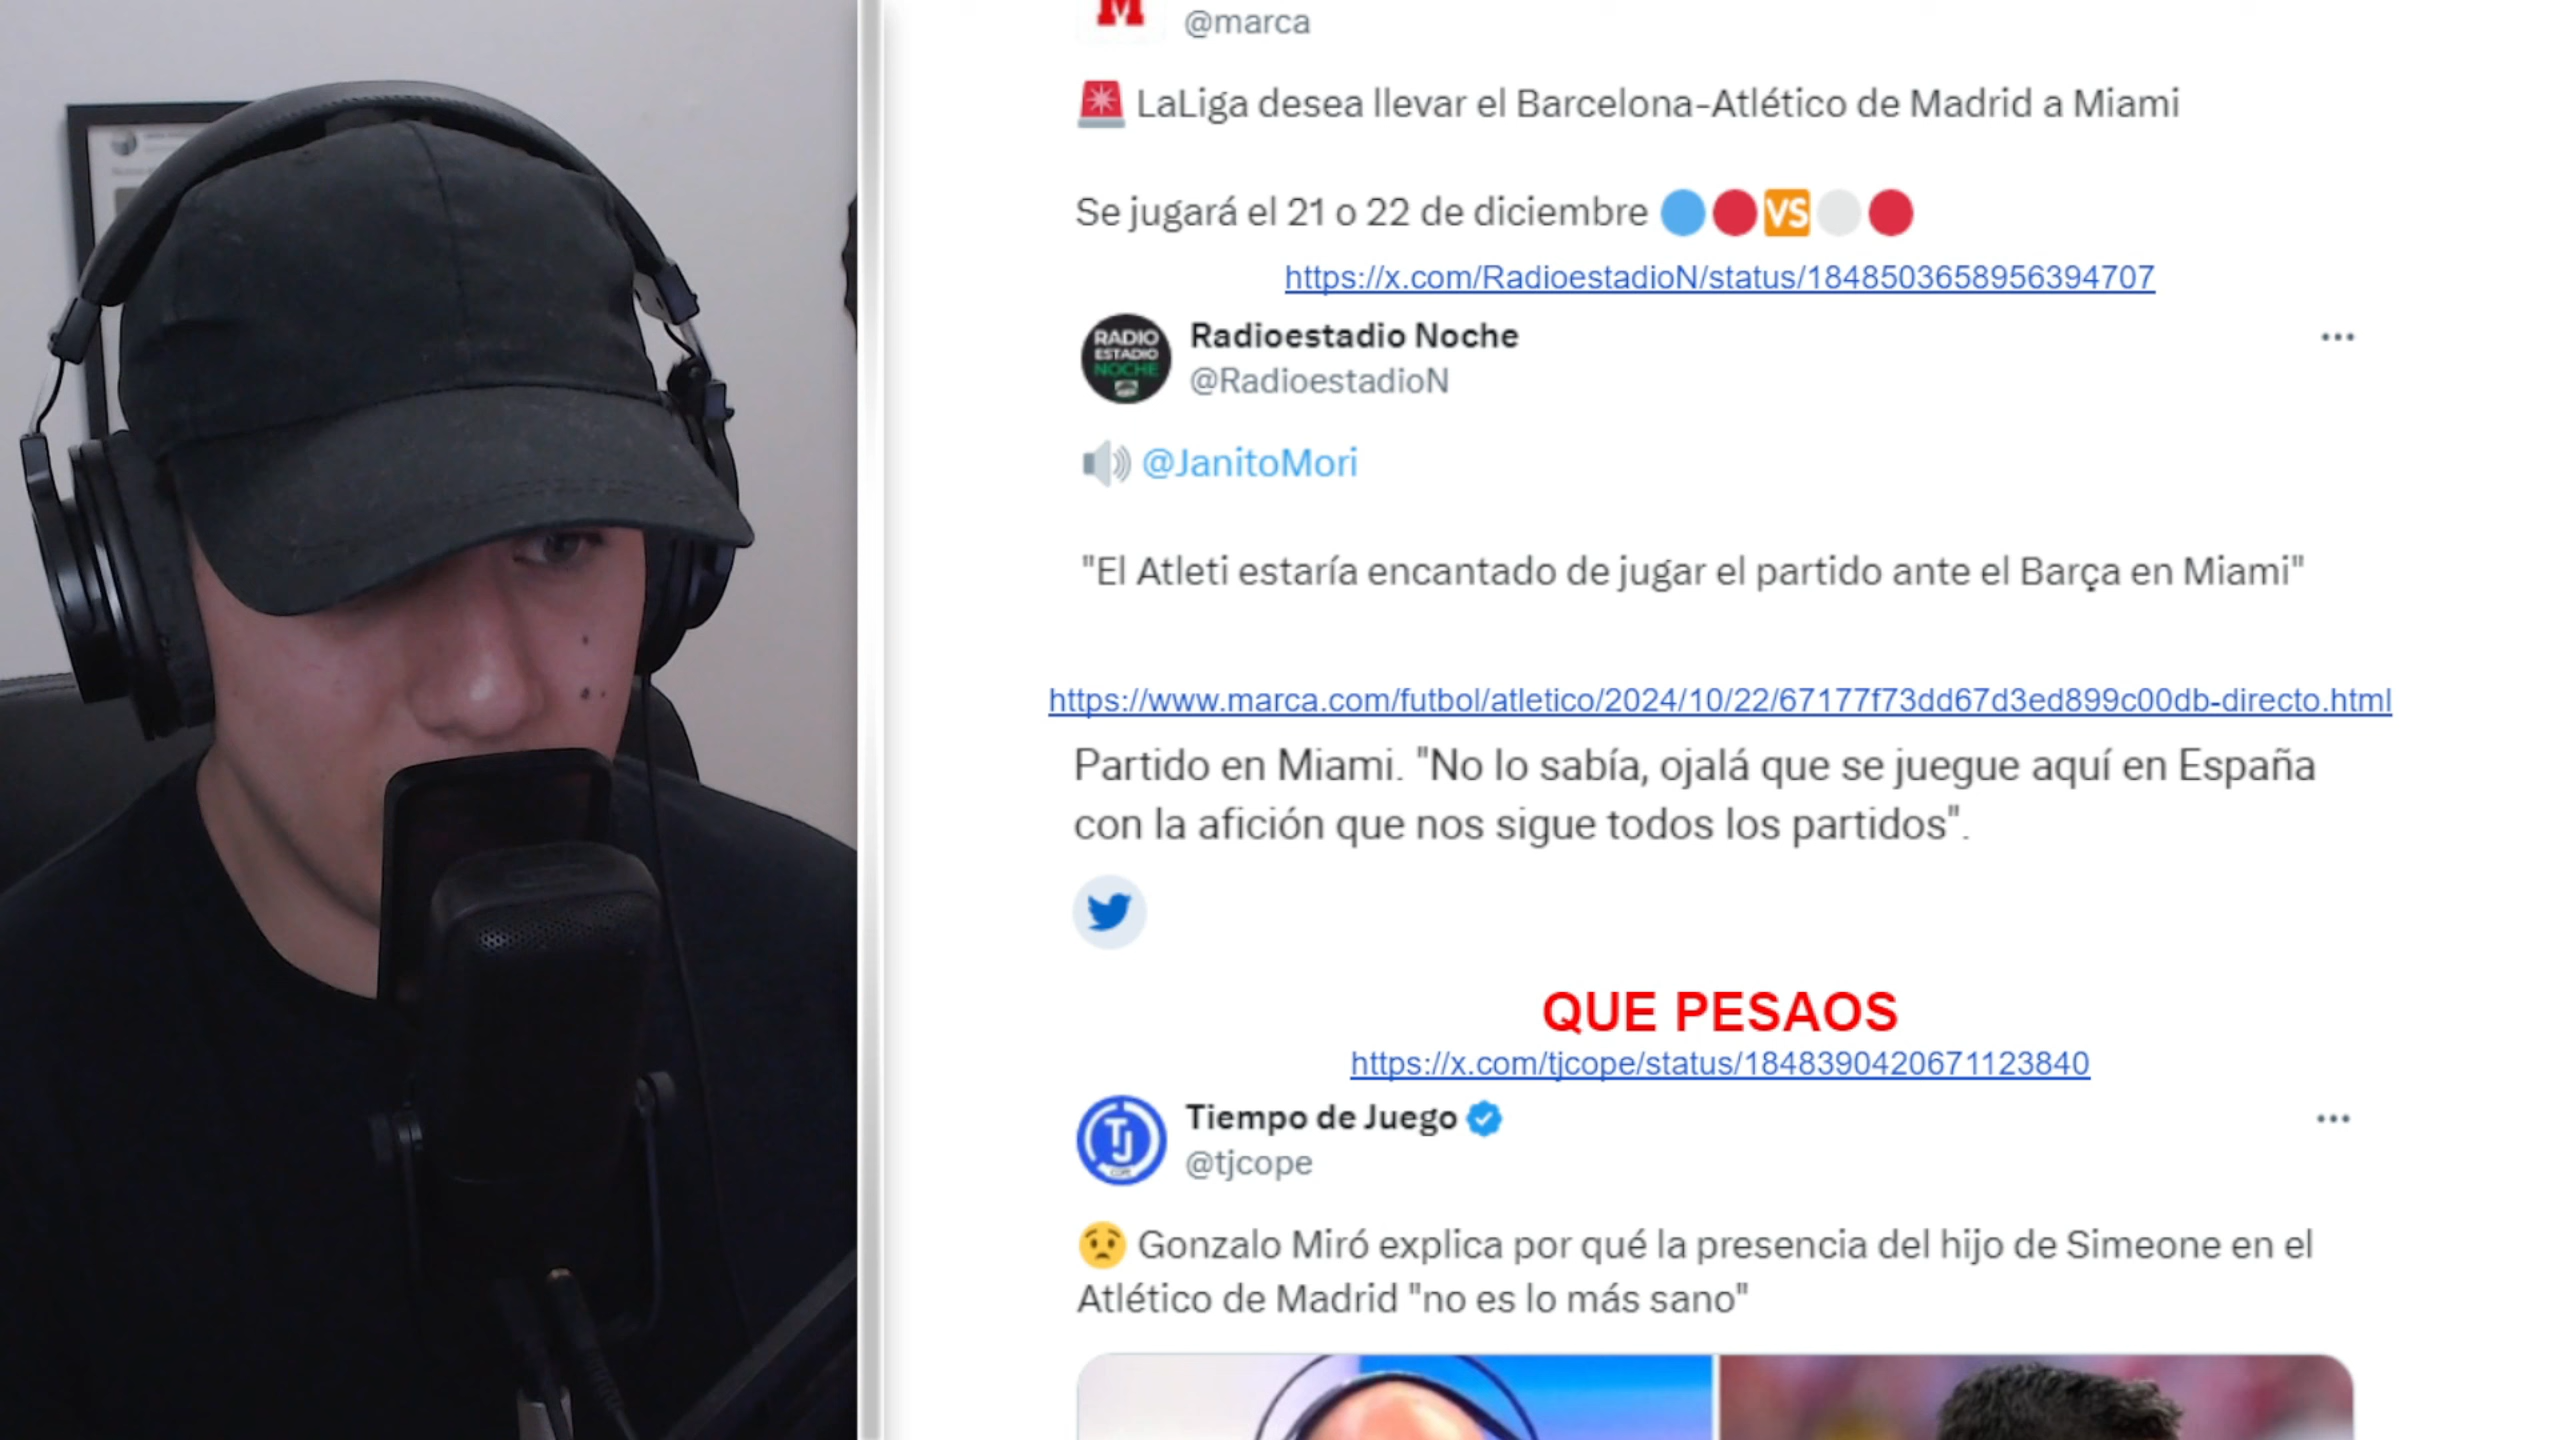 M
@marca
LaLiga desea llevar el Barcelona-Atlético de Madrid a Miami
Se jugará el 21 o 22 de diciembre VS
https://x.com/RadioestadioN/status/1848503658956394707
RADIO
ESTADIO
NOCHE
Radioestadio Noche
@RadioestadioN
@JanitoMori
"El Atleti estaría encantado de jugar el partido ante el Barça en Miami"
https://www.marca.com/futbol/atletico/2024/10/22/67177f73dd67d3ed899c00db-directo.html
Partido en Miami. "No lo sabía, ojalá que se juegue aquí en España
con la afición que nos sigue todos los partidos".
QUE PESAOS
https://x.com/tjcope/status/1848390420671123840
TJ
COPE
Tiempo de Juego
@tjcope
Gonzalo Miró explica por qué la presencia del hijo de Simeone en el
Atlético de Madrid "no es lo más sano"